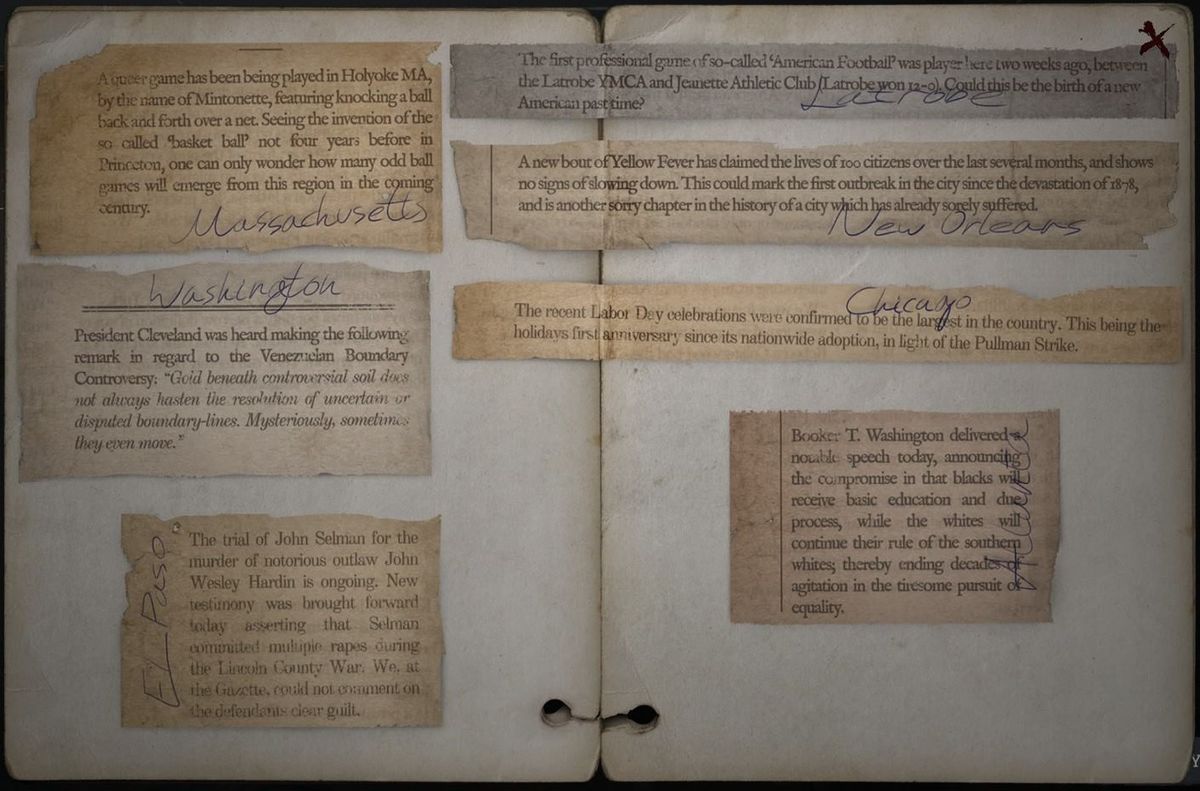 A queer game has been being played in Holyoke MA,
by the name of Mintonette, featuring knocking a ball
back and forth over a net. Seeing the invention of the
so called 'basket ball' not four years before in
Princeton, one can only wonder how many odd ball
games will emerge from this region in the coming
century.
Massachusetts
Washington
President Cleveland was heard making the following
remark in regard to the Venezuelan Boundary
Controversy: "Gold beneath controversial soil does
not always hasten the resolution of uncertain or
disputed boundary-lines. Mysteriously, sometimes
they even move."
El Paso
The trial of John Selman for the
murder of notorious outlaw John
Wesley Hardin is ongoing. New
testimony was brought forward
today asserting that Selman
committed multiple rapes during
the Lincoln County War. We, at
the Gazette, could not comment on
the defendants clear guilt.
The first professional game of so-called 'American Football' was player here two weeks ago, between
the Latrobe YMCA and Jeanette Athletic Club (Latrobe won 12-0). Could this be the birth of a new
American past time?
Latrobe
A new bout of Yellow Fever has claimed the lives of 100 citizens over the last several months, and shows
no signs of slowing down. This could mark the first outbreak in the city since the devastation of 1878,
and is another sorry chapter in the history of a city which has already sorely suffered.
New Orleans
Chicago
The recent Labor Day celebrations were confirmed to be the largest in the country. This being the
holidays first anniversary since its nationwide adoption, in light of the Pullman Strike.
Booker T. Washington delivered a
notable speech today, announcing
the compromise in that blacks will
receive basic education and due
process, while the whites will
continue their rule of the southern
whites; thereby ending decades of
agitation in the tiresome pursuit of
equality.
Atlanta
Y